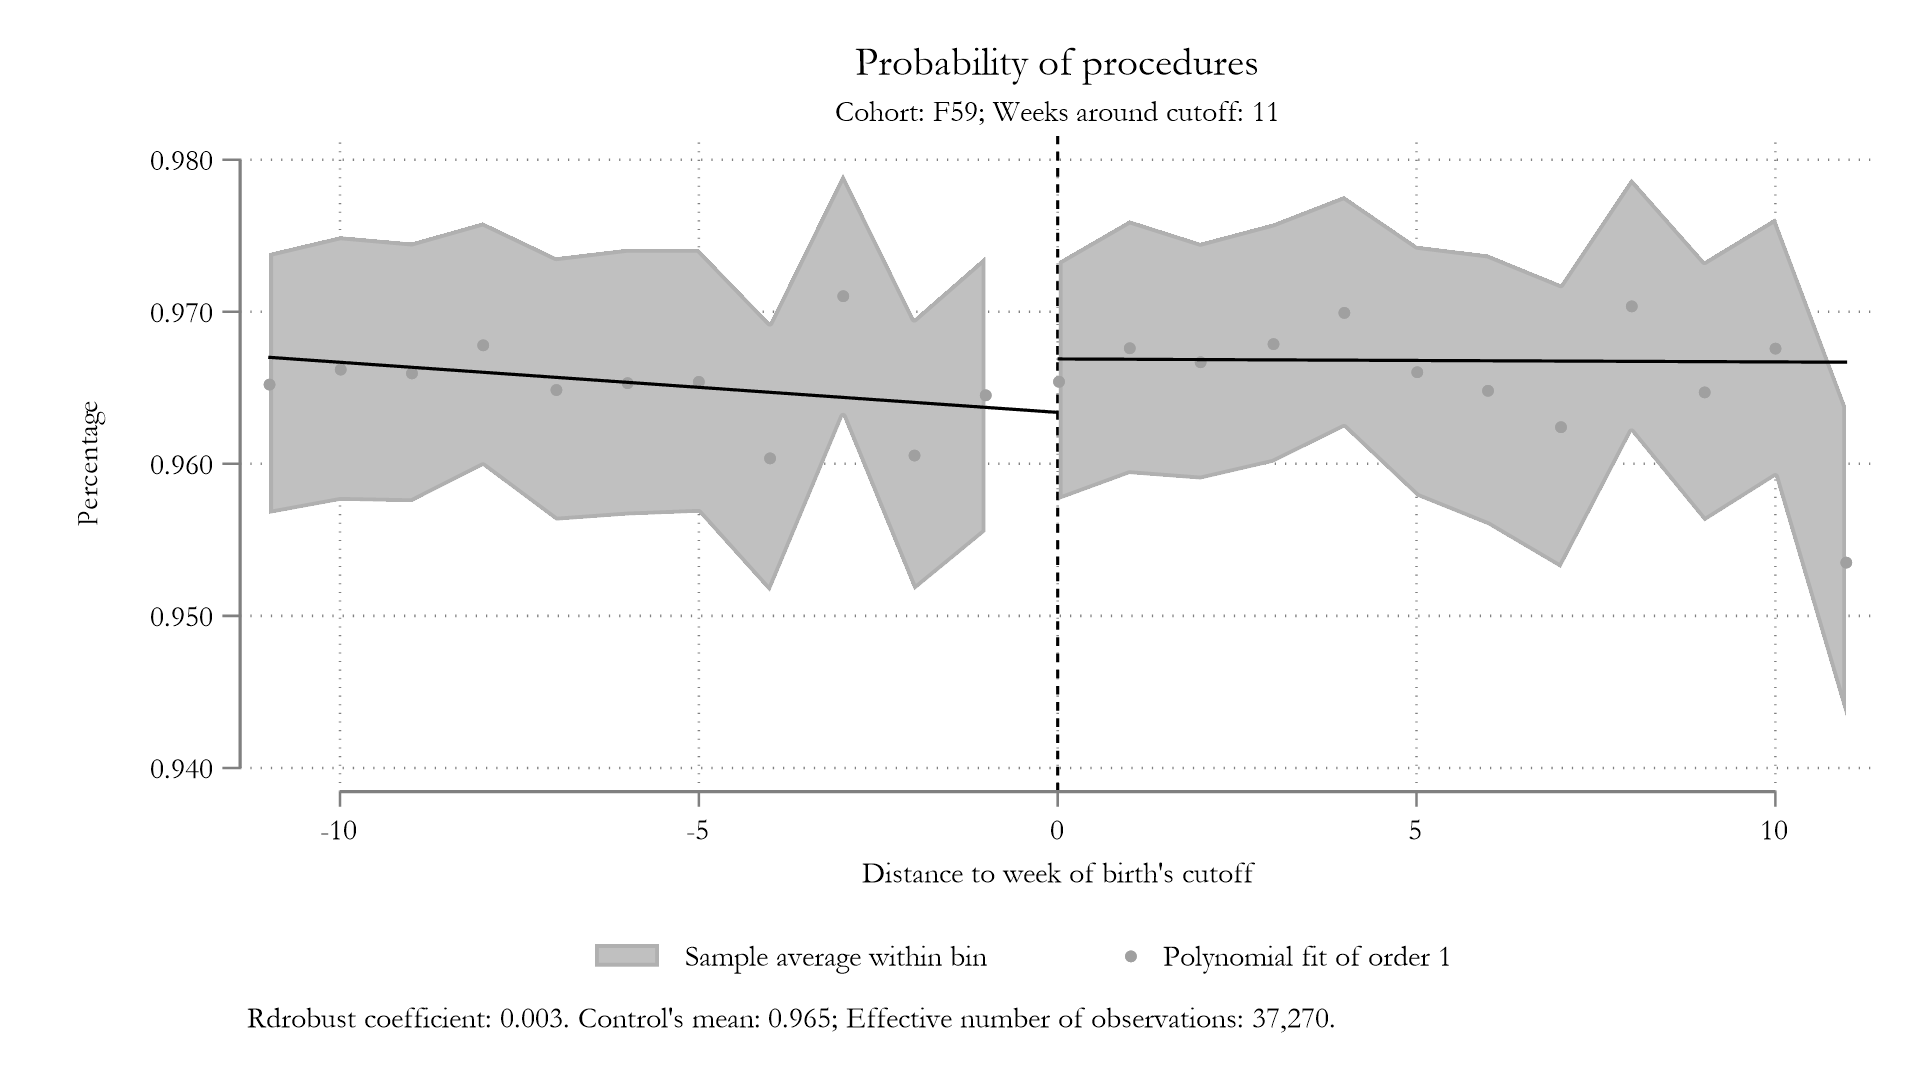 Probability of procedures
Cohort: F59; Weeks around cutoff: 11
Percentage
0.980
0.970
0.960
0.950
0.940
-10 -5 0 5 10
Distance to week of birth's cutoff
Sample average within bin Polynomial fit of order 1
Rdrobust coefficient: 0.003. Control's mean: 0.965; Effective number of observations: 37,270.